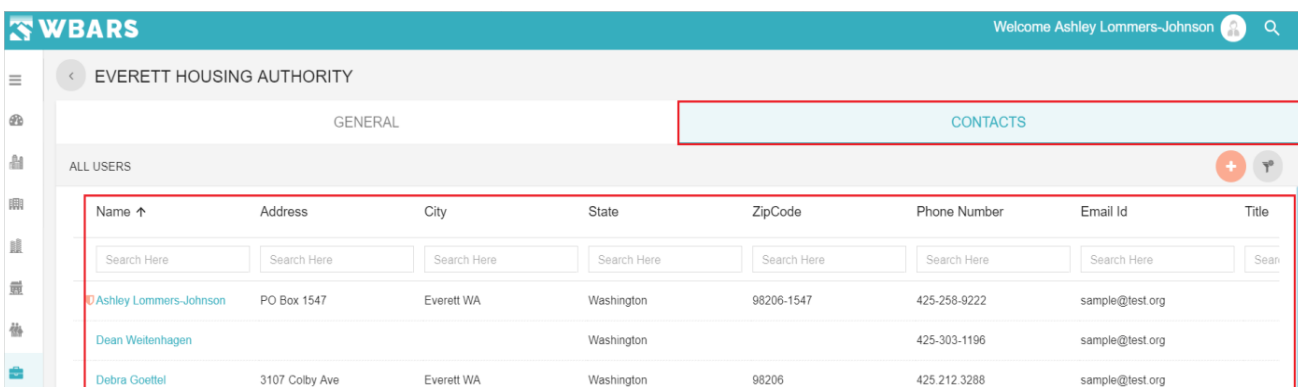 WBARS
Welcome Ashley Lommers-Johnson
EVERETT HOUSING AUTHORITY
GENERAL CONTACTS
ALL USERS
Name Address City State ZipCode Phone Number Email Id Title
Search Here Search Here Search Here Search Here Search Here Search Here Search Here Sear
Ashley Lommers-Johnson PO Box 1547 Everett WA Washington 98206-1547 425-258-9222 sample@test.org
Dean Weitenhagen Washington 425-303-1196 sample@test.org
Debra Goettel 3107 Colby Ave Everett WA Washington 98206 425.212.3288 sample@test.org